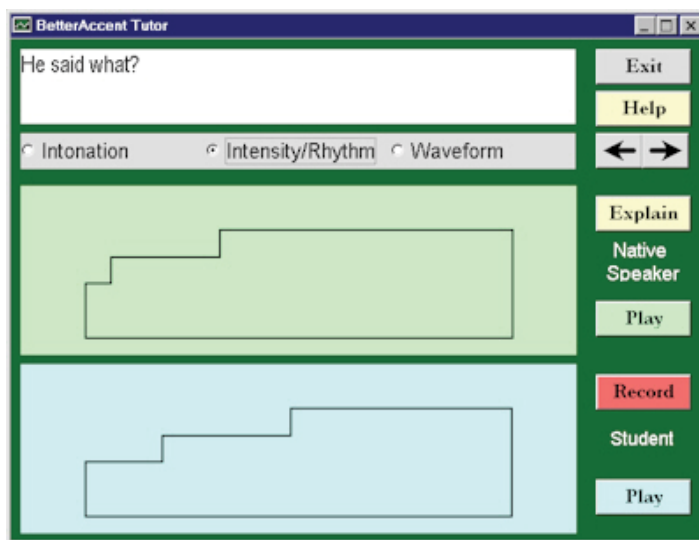 BetterAccent Tutor
He said what?
Exit
Help
Intonation Intensity/Rhythm Waveform
Explain
Native
Speaker
Play
Record
Student
Play